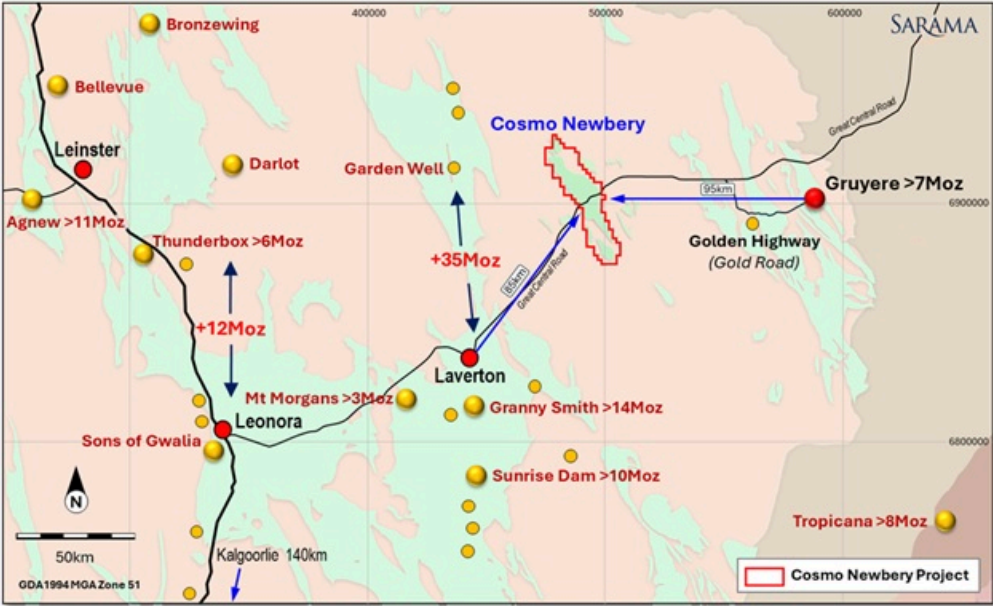 400000
500000
600000
SARAMA
Bronzewing
Bellevue
Great Central Road
Cosmo Newbery
Leinster
Darlot
Garden Well
95km
Gruyere >7Moz
6900000
Agnew >11Moz
Thunderbox >6Moz
Golden Highway
(Gold Road)
+35Moz
85km
Great Central Road
+12Moz
Laverton
Mt Morgans >3Moz
Granny Smith >14Moz
Leonora
Sons of Gwalia
6800000
Sunrise Dam >10Moz
N
Tropicana >8Moz
50km
Kalgoorlie 140km
GDA1994 MGA Zone 51
Cosmo Newbery Project